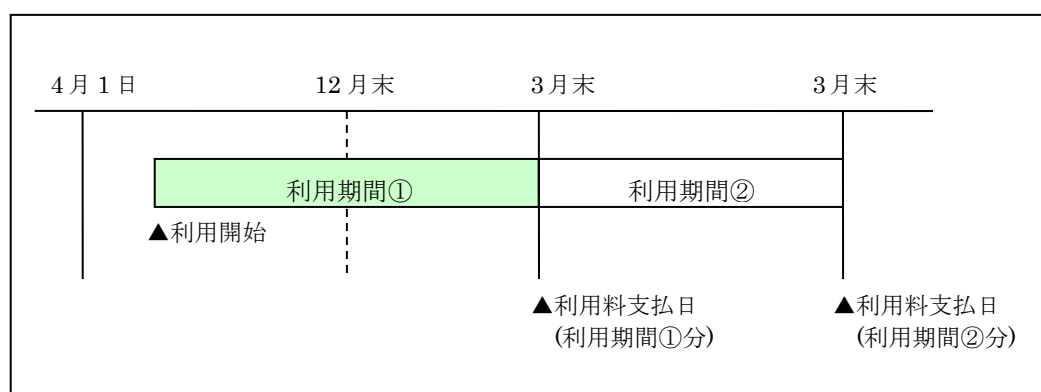 4月1日 12月末 3月末 3月末
利用期間① 利用期間②
▲利用開始
▲利用料支払日 ▲利用料支払日
(利用期間①分) (利用期間②分)